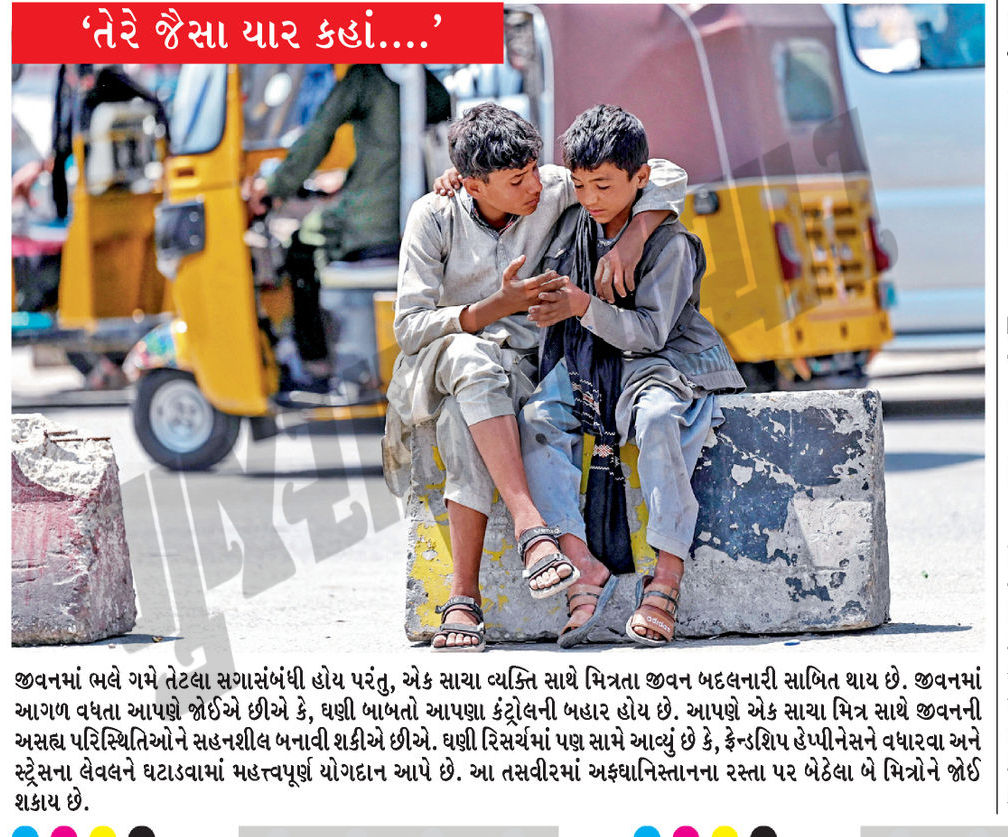 ‘તેરે જૈસા યાર કહાં....’
જીવનમાં ભલે ગમે તેટલા સગાસંબંધી હોય પરંતુ, એક સાચા વ્યક્તિ સાથે મિત્રતા જીવન બદલનારી સાબિત થાય છે. જીવનમાં
આગળ વધતા આપણે જોઈએ છીએ કે, ઘણી બાબતો આપણા કંટ્રોલની બહાર હોય છે. આપણે એક સાચા મિત્ર સાથે જીવનની
અસહ્ય પરિસ્થિતિઓને સહનશીલ બનાવી શકીએ છીએ. ઘણી રિસર્ચમાં પણ સામે આવ્યું છે કે, ફ્રેન્ડશિપ હેપ્પીનેસને વધારવા અને
સ્ટ્રેસના લેવલને ઘટાડવામાં મહત્ત્વપૂર્ણ યોગદાન આપે છે. આ તસવીરમાં અફઘાનિસ્તાનના રસ્તા પર બેઠેલા બે મિત્રોને જોઈ
શકાય છે.